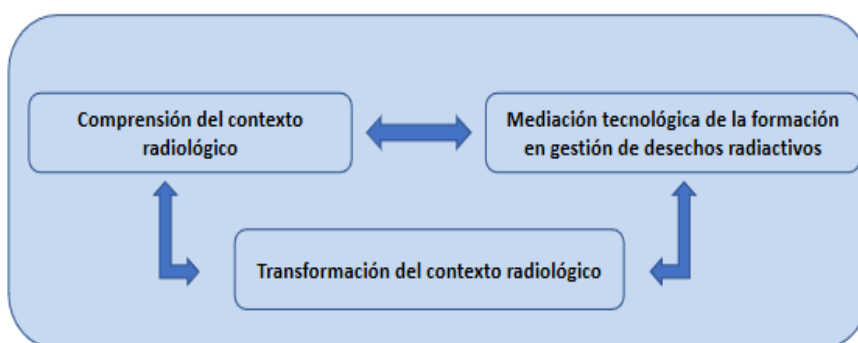 Comprensión del contexto
radiológico
Mediación tecnológica de la formación
en gestión de desechos radiactivos
Transformación del contexto radiológico